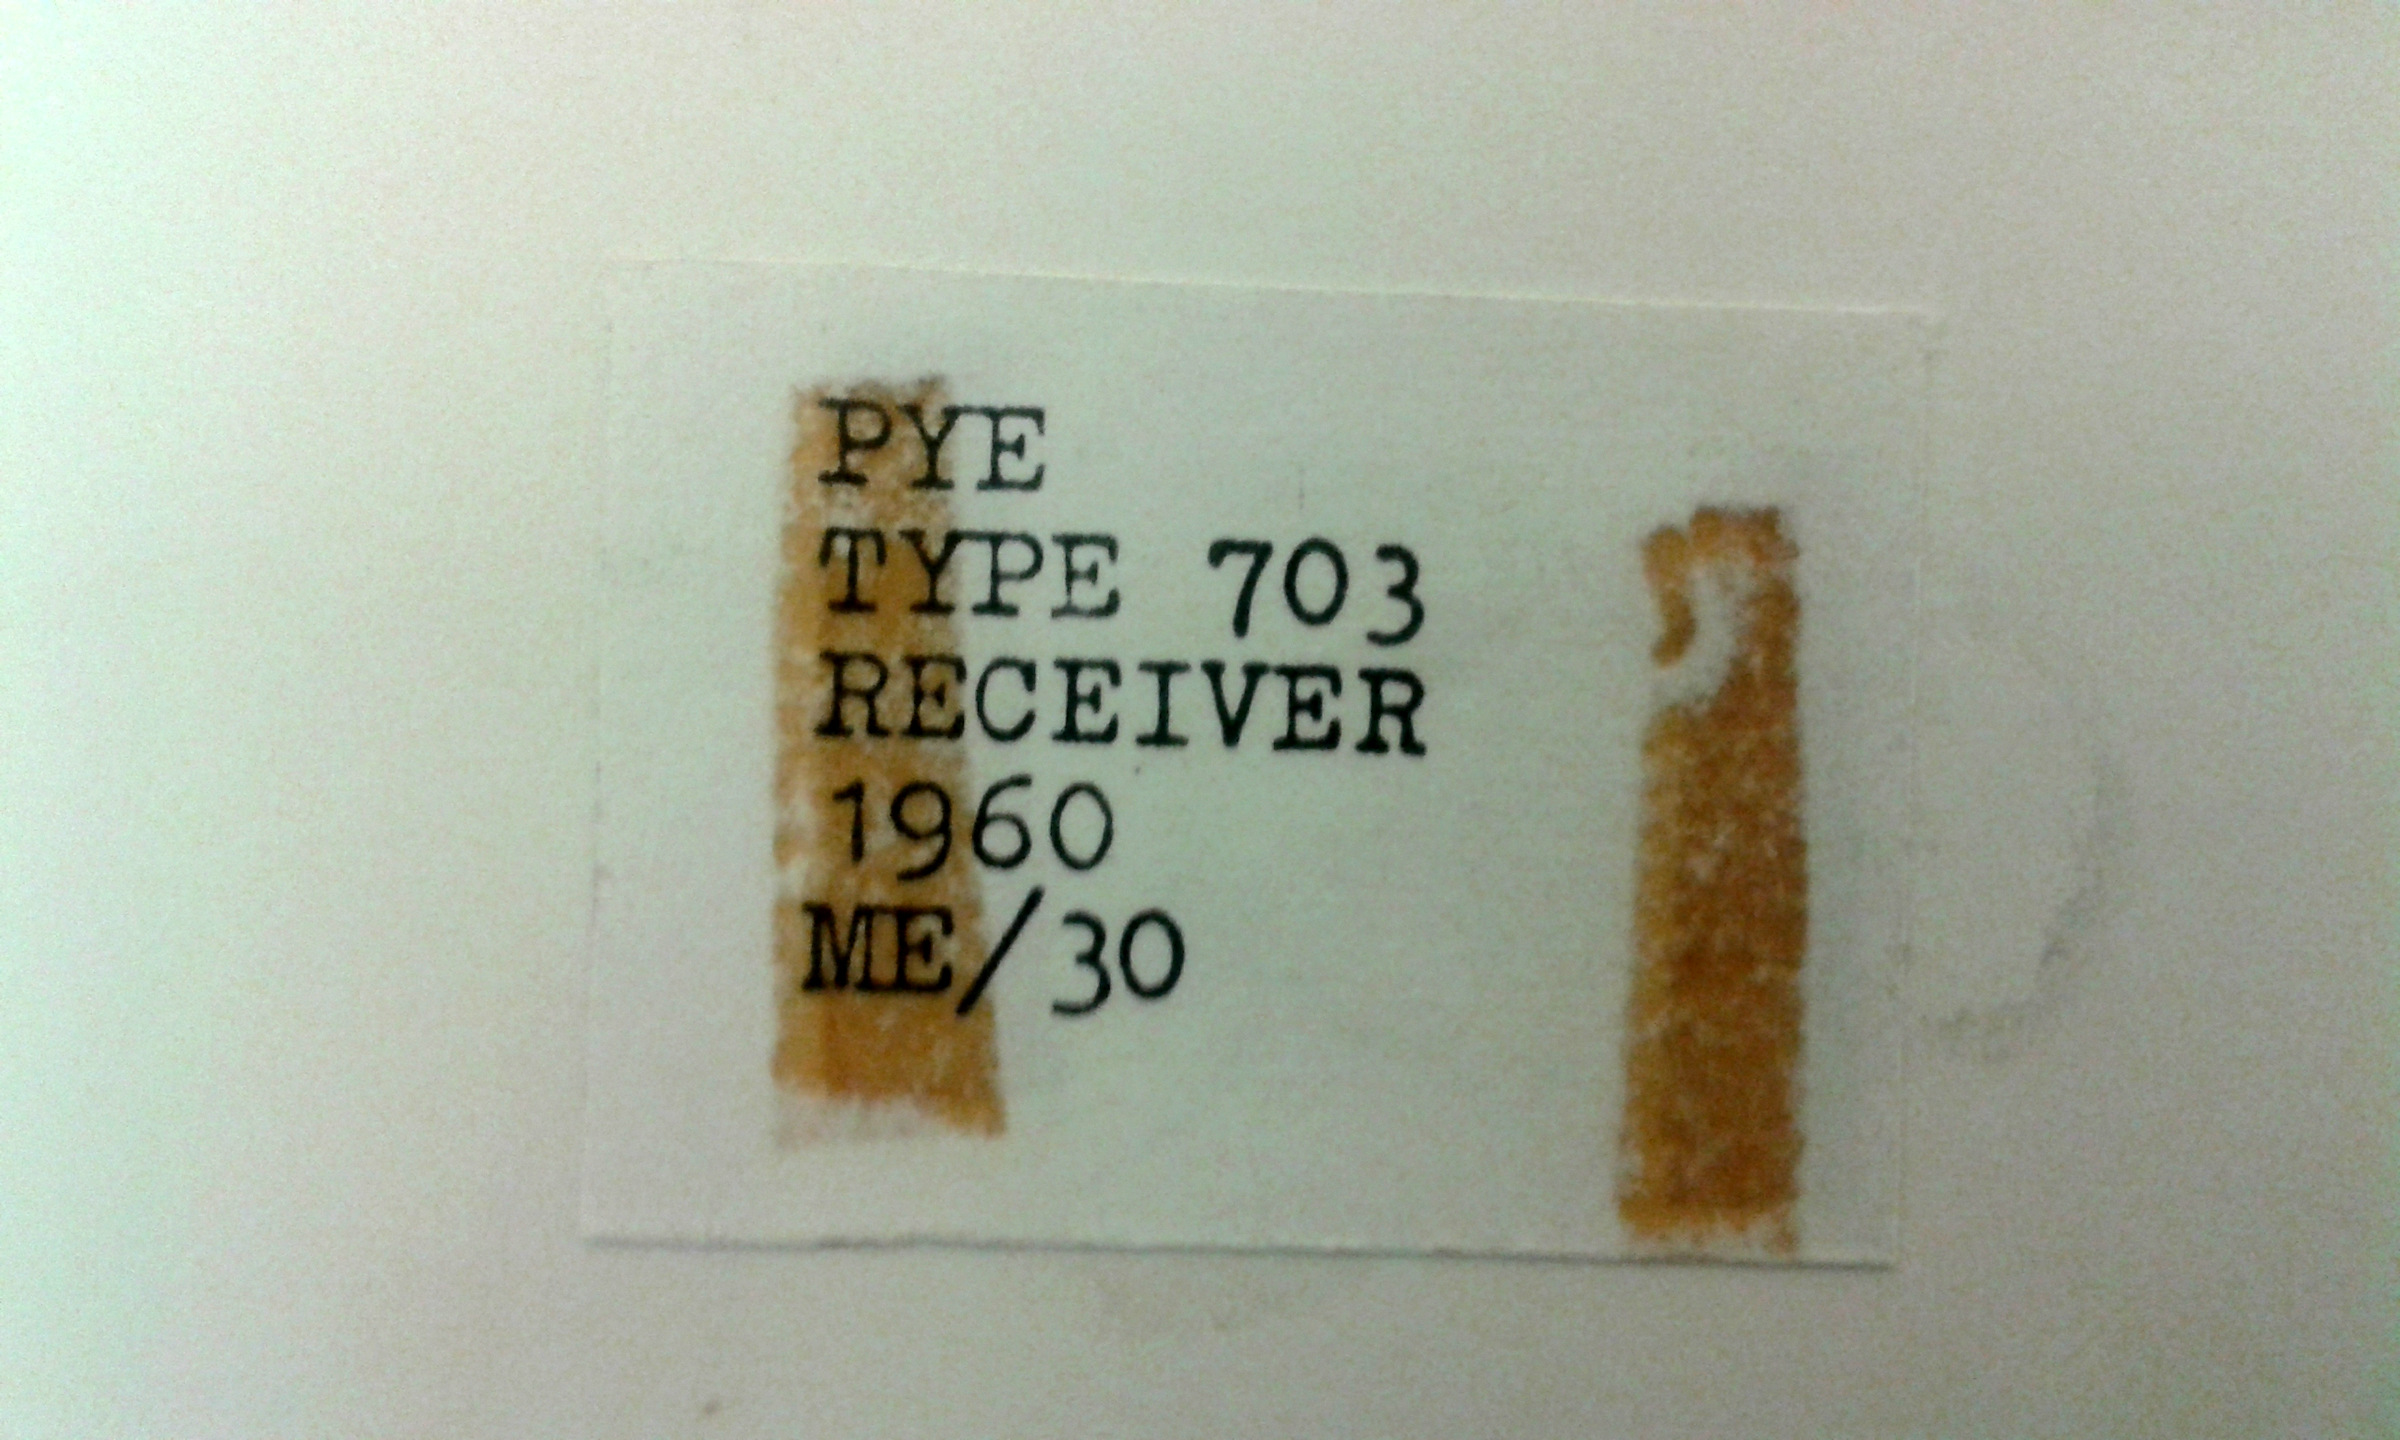 PYE
TYPE 703
RECEIVER
1960
ME/30